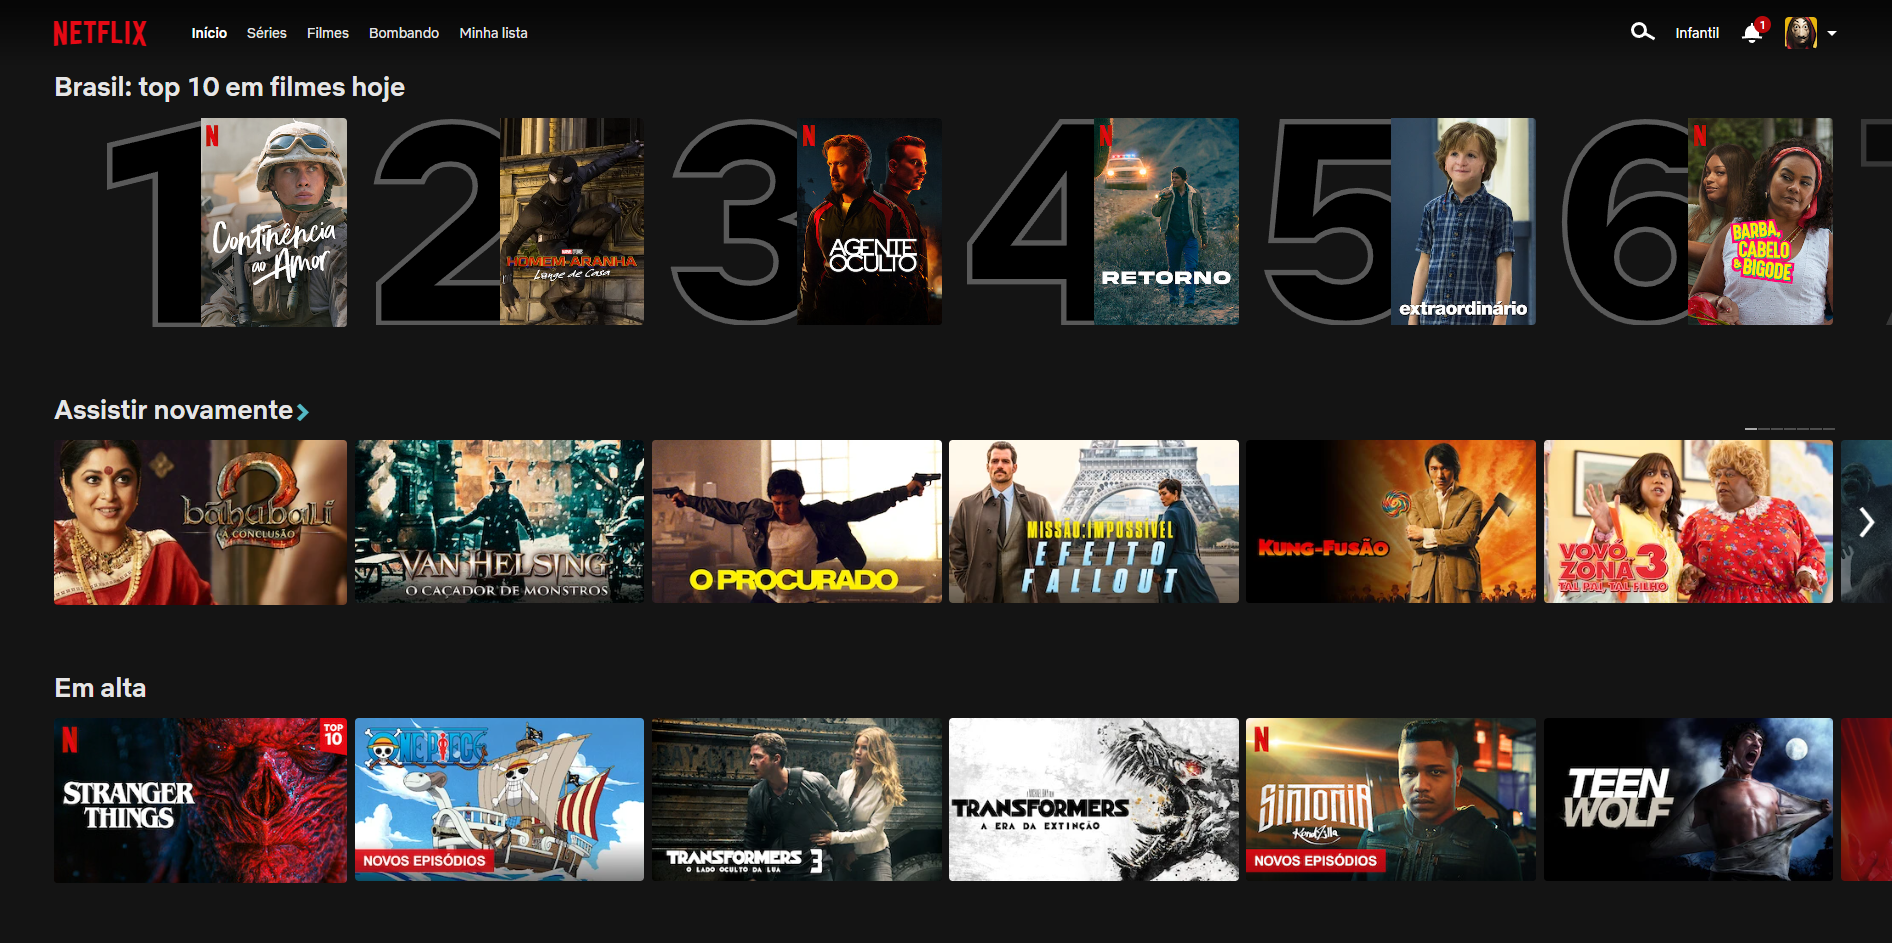 NETFLIX
Início Séries Filmes Bombando Minha lista
Infantil
1
Brasil: top 10 em filmes hoje
1
N
Continência
ao Amor
2
HOMEM-ARANHA
Longe de Casa
3
N
AGENTE
OCULTO
4
N
RETORNO
5
extraordinário
6
N
BARBA,
CABELO
& BIGODE
Assistir novamente
2
bahubali
A CONCLUSÃO
VAN HELSING
O CAÇADOR DE MONSTROS
O PROCURADO
MISSÃO: IMPOSSÍVEL
EFEITO
FALLOUT
KUNG-FUSÃO
VOVÓ
ZONA 3
TAL PAI, TAL FILHO
Em alta
N
TOP
10
STRANGER
THINGS
ONE PIECE
NOVOS EPISÓDIOS
TRANSFORMERS 3
O LADO OCULTO DA LUA
TRANSFORMERS
A ERA DA EXTINÇÃO
N
SINTONIA
KondZilla
NOVOS EPISÓDIOS
TEEN
WOLF